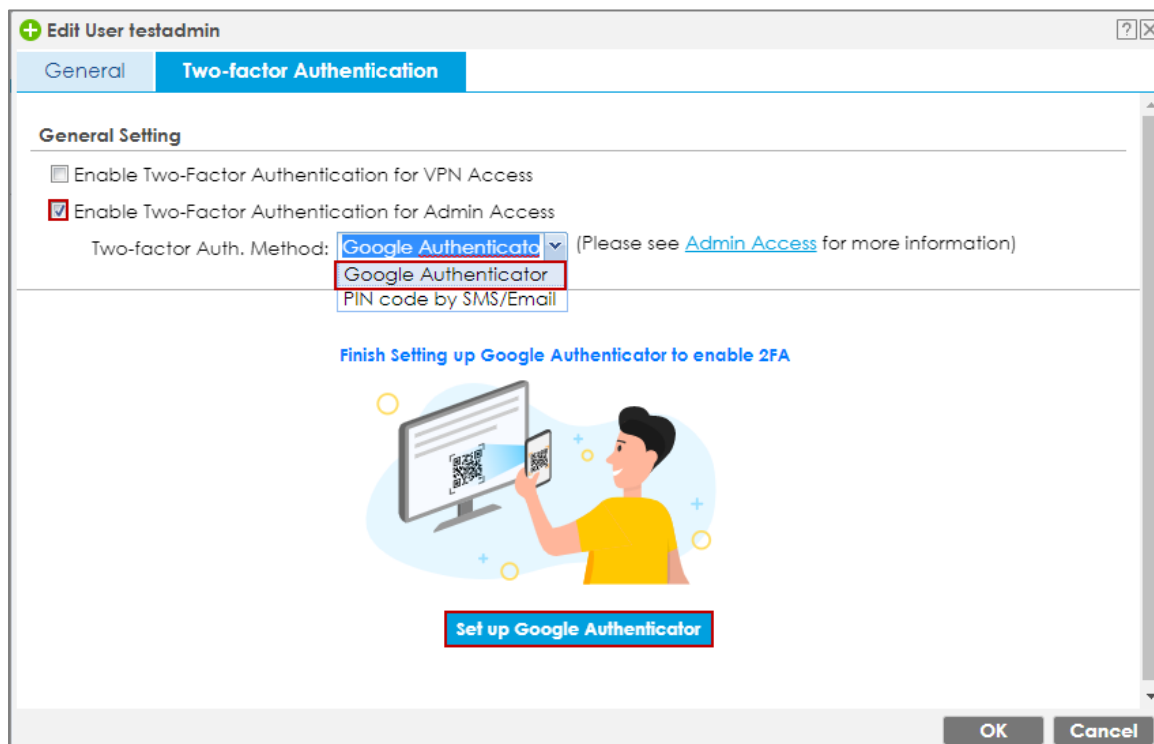 Edit User testadmin
General
Two-factor Authentication
General Setting
Enable Two-Factor Authentication for VPN Access
Enable Two-Factor Authentication for Admin Access
Two-factor Auth. Method: Google Authenticato (Please see Admin Access for more information)
Google Authenticator
PIN code by SMS/Email
Finish Setting up Google Authenticator to enable 2FA
Set up Google Authenticator
OK Cancel